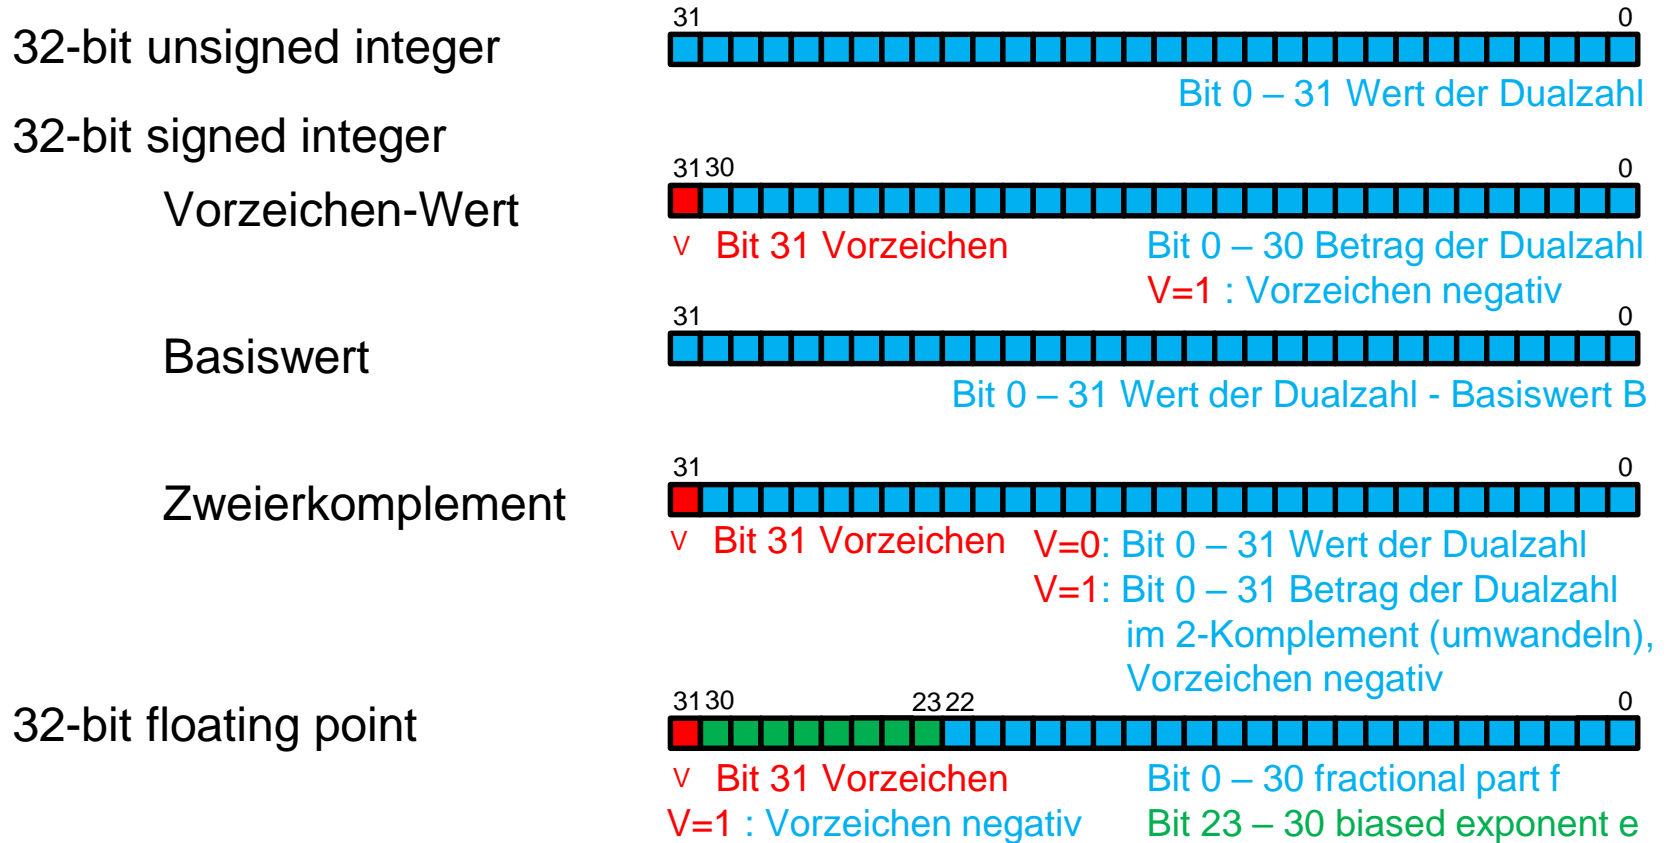 31 0
32-bit unsigned integer
Bit 0 – 31 Wert der Dualzahl
32-bit signed integer
31 30 0
Vorzeichen-Wert
V Bit 31 Vorzeichen Bit 0 – 30 Betrag der Dualzahl
V=1 : Vorzeichen negativ
31 0
Basiswert
Bit 0 – 31 Wert der Dualzahl - Basiswert B
31 0
Zweierkomplement
V Bit 31 Vorzeichen V=0: Bit 0 – 31 Wert der Dualzahl
V=1: Bit 0 – 31 Betrag der Dualzahl
im 2-Komplement (umwandeln),
Vorzeichen negativ
31 30 23 22 0
32-bit floating point
V Bit 31 Vorzeichen Bit 0 – 30 fractional part f
V=1 : Vorzeichen negativ Bit 23 – 30 biased exponent e